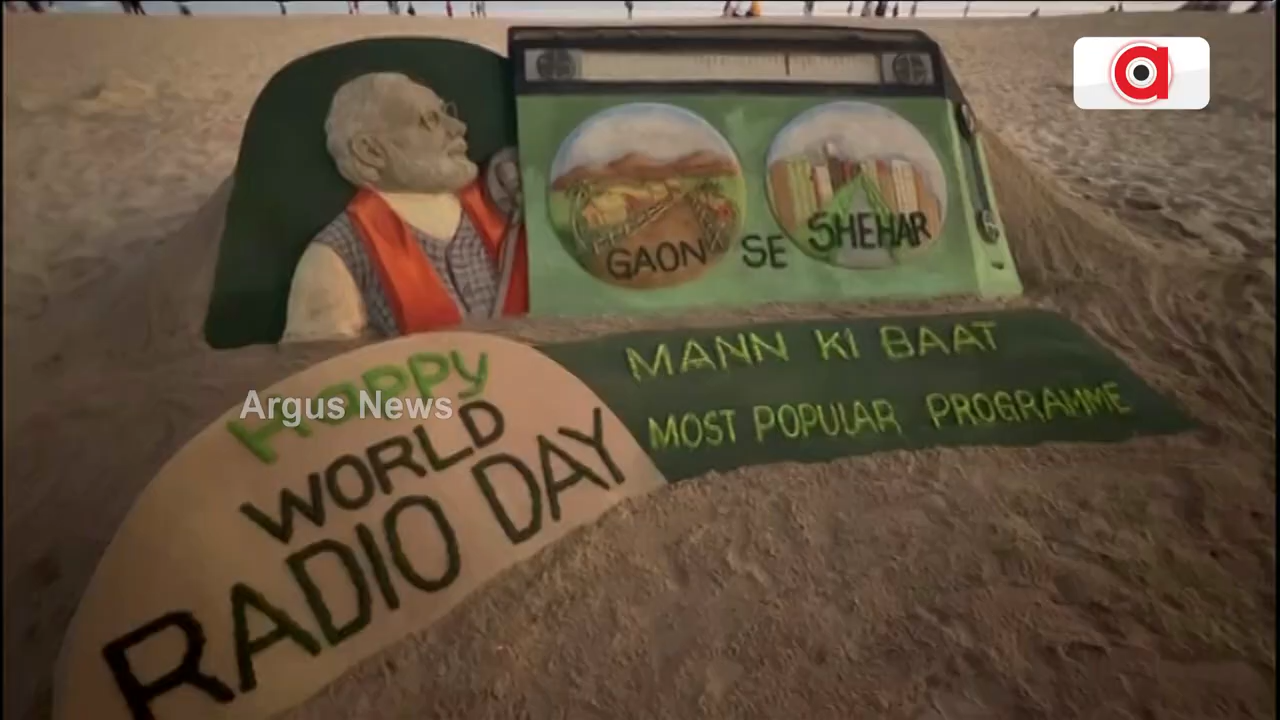 GAON SE SHEHAR
MANN KI BAAT
MOST POPULAR PROGRAMME
Happy
Argus News
WORLD
RADIO DAY
a